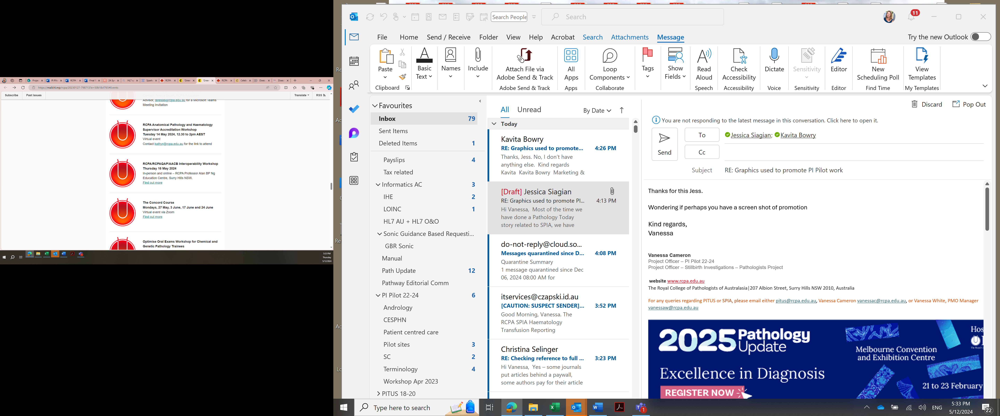 https://mailchi.mp/rcpa/20230127-798713?e=50b18cf765#Events
Subscribe
Past Issues
Translate
RSS
Advisor, teresas@rcpa.edu.au for a Microsoft Teams
Meeting Invitation
RCPA Anatomical Pathology and Haematology
Supervisor Accreditation Workshop
Tuesday 14 May 2024, 12.30 to 2pm AEST
Virtual event
Contact kathyr@rcpa.edu.au for the link to attend
RCPA/RCPAQAP/AACB Interoperability Workshop
Thursday 16 May 2024
In-person and online – RCPA Professor Alan BP Ng
Education Centre, Surry Hills NSW.
Find out more
The Concord Course
Mondays, 27 May, 3 June, 17 June and 24 June
Virtual event via Zoom
Find out more
Optimise Oral Exams Workshop for Chemical and
Genetic Pathology Trainees
5:33 PM
Thursday
5/12/2024
Search People
Search
11
File Home Send / Receive Folder View Help Acrobat Search Attachments Message
Try the new Outlook
Paste
Clipboard
Basic
Text
Names
Include
Attach File via
Adobe Send & Track
Adobe Send & Track
All
Apps
Apps
Loop
Components
Collaborate
Tags
Show
Fields
Read
Aloud
Speech
Check
Accessibility
Accessibility
Dictate
Voice
Sensitivity
Sensitivity
Editor
Editor
New
Scheduling Poll
Find Time
View
Templates
My Templates
Favourites
Inbox 79
Sent Items
Deleted Items 1
Payslips 4
Tax related
Informatics AC 3
IHE 2
LOINC 1
HL7 AU + HL7 O&O
Sonic Guidance Based Requesti...
GBR Sonic
Manual
Path Update 12
Pathway Editorial Comm
PI Pilot 22-24 6
Andrology
CESPHN
Patient centred care
Pilot sites 3
SC 2
Terminology 4
Workshop Apr 2023
PITUS 18-20
All Unread
By Date
Today
Kavita Bowry
RE: Graphics used to promote... 4:26 PM
Thanks, Jess. No, I don't have
anything else. Kind regards
Kavita Kavita Bowry Marketing &
[Draft] Jessica Siagian
RE: Graphics used to promote PI... 4:13 PM
Hi Vanessa, Most of the time we
have done a Pathology Today
story related to SPIA, we have
do-not-reply@cloud.so...
Messages quarantined since D... 4:08 PM
Quarantine Summary
1 message quarantined since Dec
06, 2024 08:00 AM for
itservices@czapski.id.au
[CAUTION: SUSPECT SENDER]... 3:52 PM
Good Morning, Vanessa. The
RCPA SPIA Haematology
Transfusion Reporting
Christina Selinger
RE: Checking reference to full ... 3:23 PM
Hi Vanessa, Yes – some journals
put articles behind a paywall,
some authors pay for their article
Discard
Pop Out
You are not responding to the latest message in this conversation. Click here to open it.
Send
To
Jessica Siagian; Kavita Bowry
Cc
Subject
RE: Graphics used to promote PI Pilot work
Thanks for this Jess.
Wondering if perhaps you have a screen shot of promotion
Kind regards,
Vanessa
Vanessa Cameron
Project Officer – PI Pilot 22-24
Project Officer – Stillbirth Investigations – Pathologists Project
website www.rcpa.edu.au
The Royal College of Pathologists of Australasia|207 Albion Street, Surry Hills NSW 2010, Australia
For any queries regarding PITUS or SPIA, please email either pitus@rcpa.edu.au, Vanessa Cameron vanessac@rcpa.edu.au, or Vanessa White, PMO Manager
vanessaw@rcpa.edu.au
2025 Pathology
Update
Hos
Melbourne Convention
and Exhibition Centre
Excellence in Diagnosis
21 to 23 February
REGISTER NOW
Type here to search
1
ENG
5:33 PM
5/12/2024
22